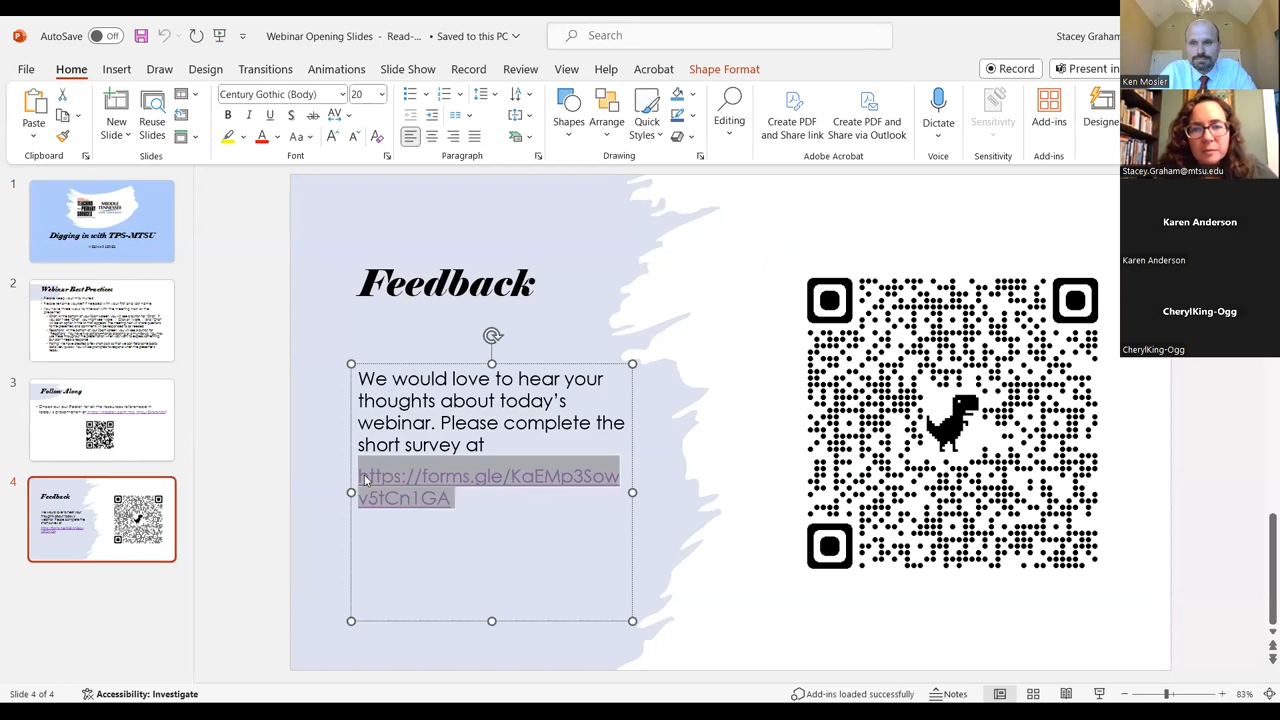 AutoSave Off Webinar Opening Slides - Read-... • Saved to this PC Search Stacey Graham
File Home Insert Draw Design Transitions Animations Slide Show Record Review View Help Acrobat Shape Format Record Present in
Paste New Slide Reuse Slides Century Gothic (Body) 20 Shapes Arrange Quick Styles Editing Create PDF and Share link Create PDF and Share via Outlook Dictate Sensitivity Add-ins Designer
Clipboard Slides Font Paragraph Drawing Adobe Acrobat Voice Sensitivity Add-ins
Ken Mosier
Stacey.Graham@mtsu.edu
Karen Anderson
Karen Anderson
CherylKing-Ogg
CherylKing-Ogg
1
Digging in with TPS-MTSU
2
Webinar Best Practices
3
Follow Along
4
Feedback
Feedback
We would love to hear your
thoughts about today's
webinar. Please complete the
short survey at
https://forms.gle/KaEMp3Sow
v5tCn1GA
Slide 4 of 4 Accessibility: Investigate Add-ins loaded successfully Notes 83%